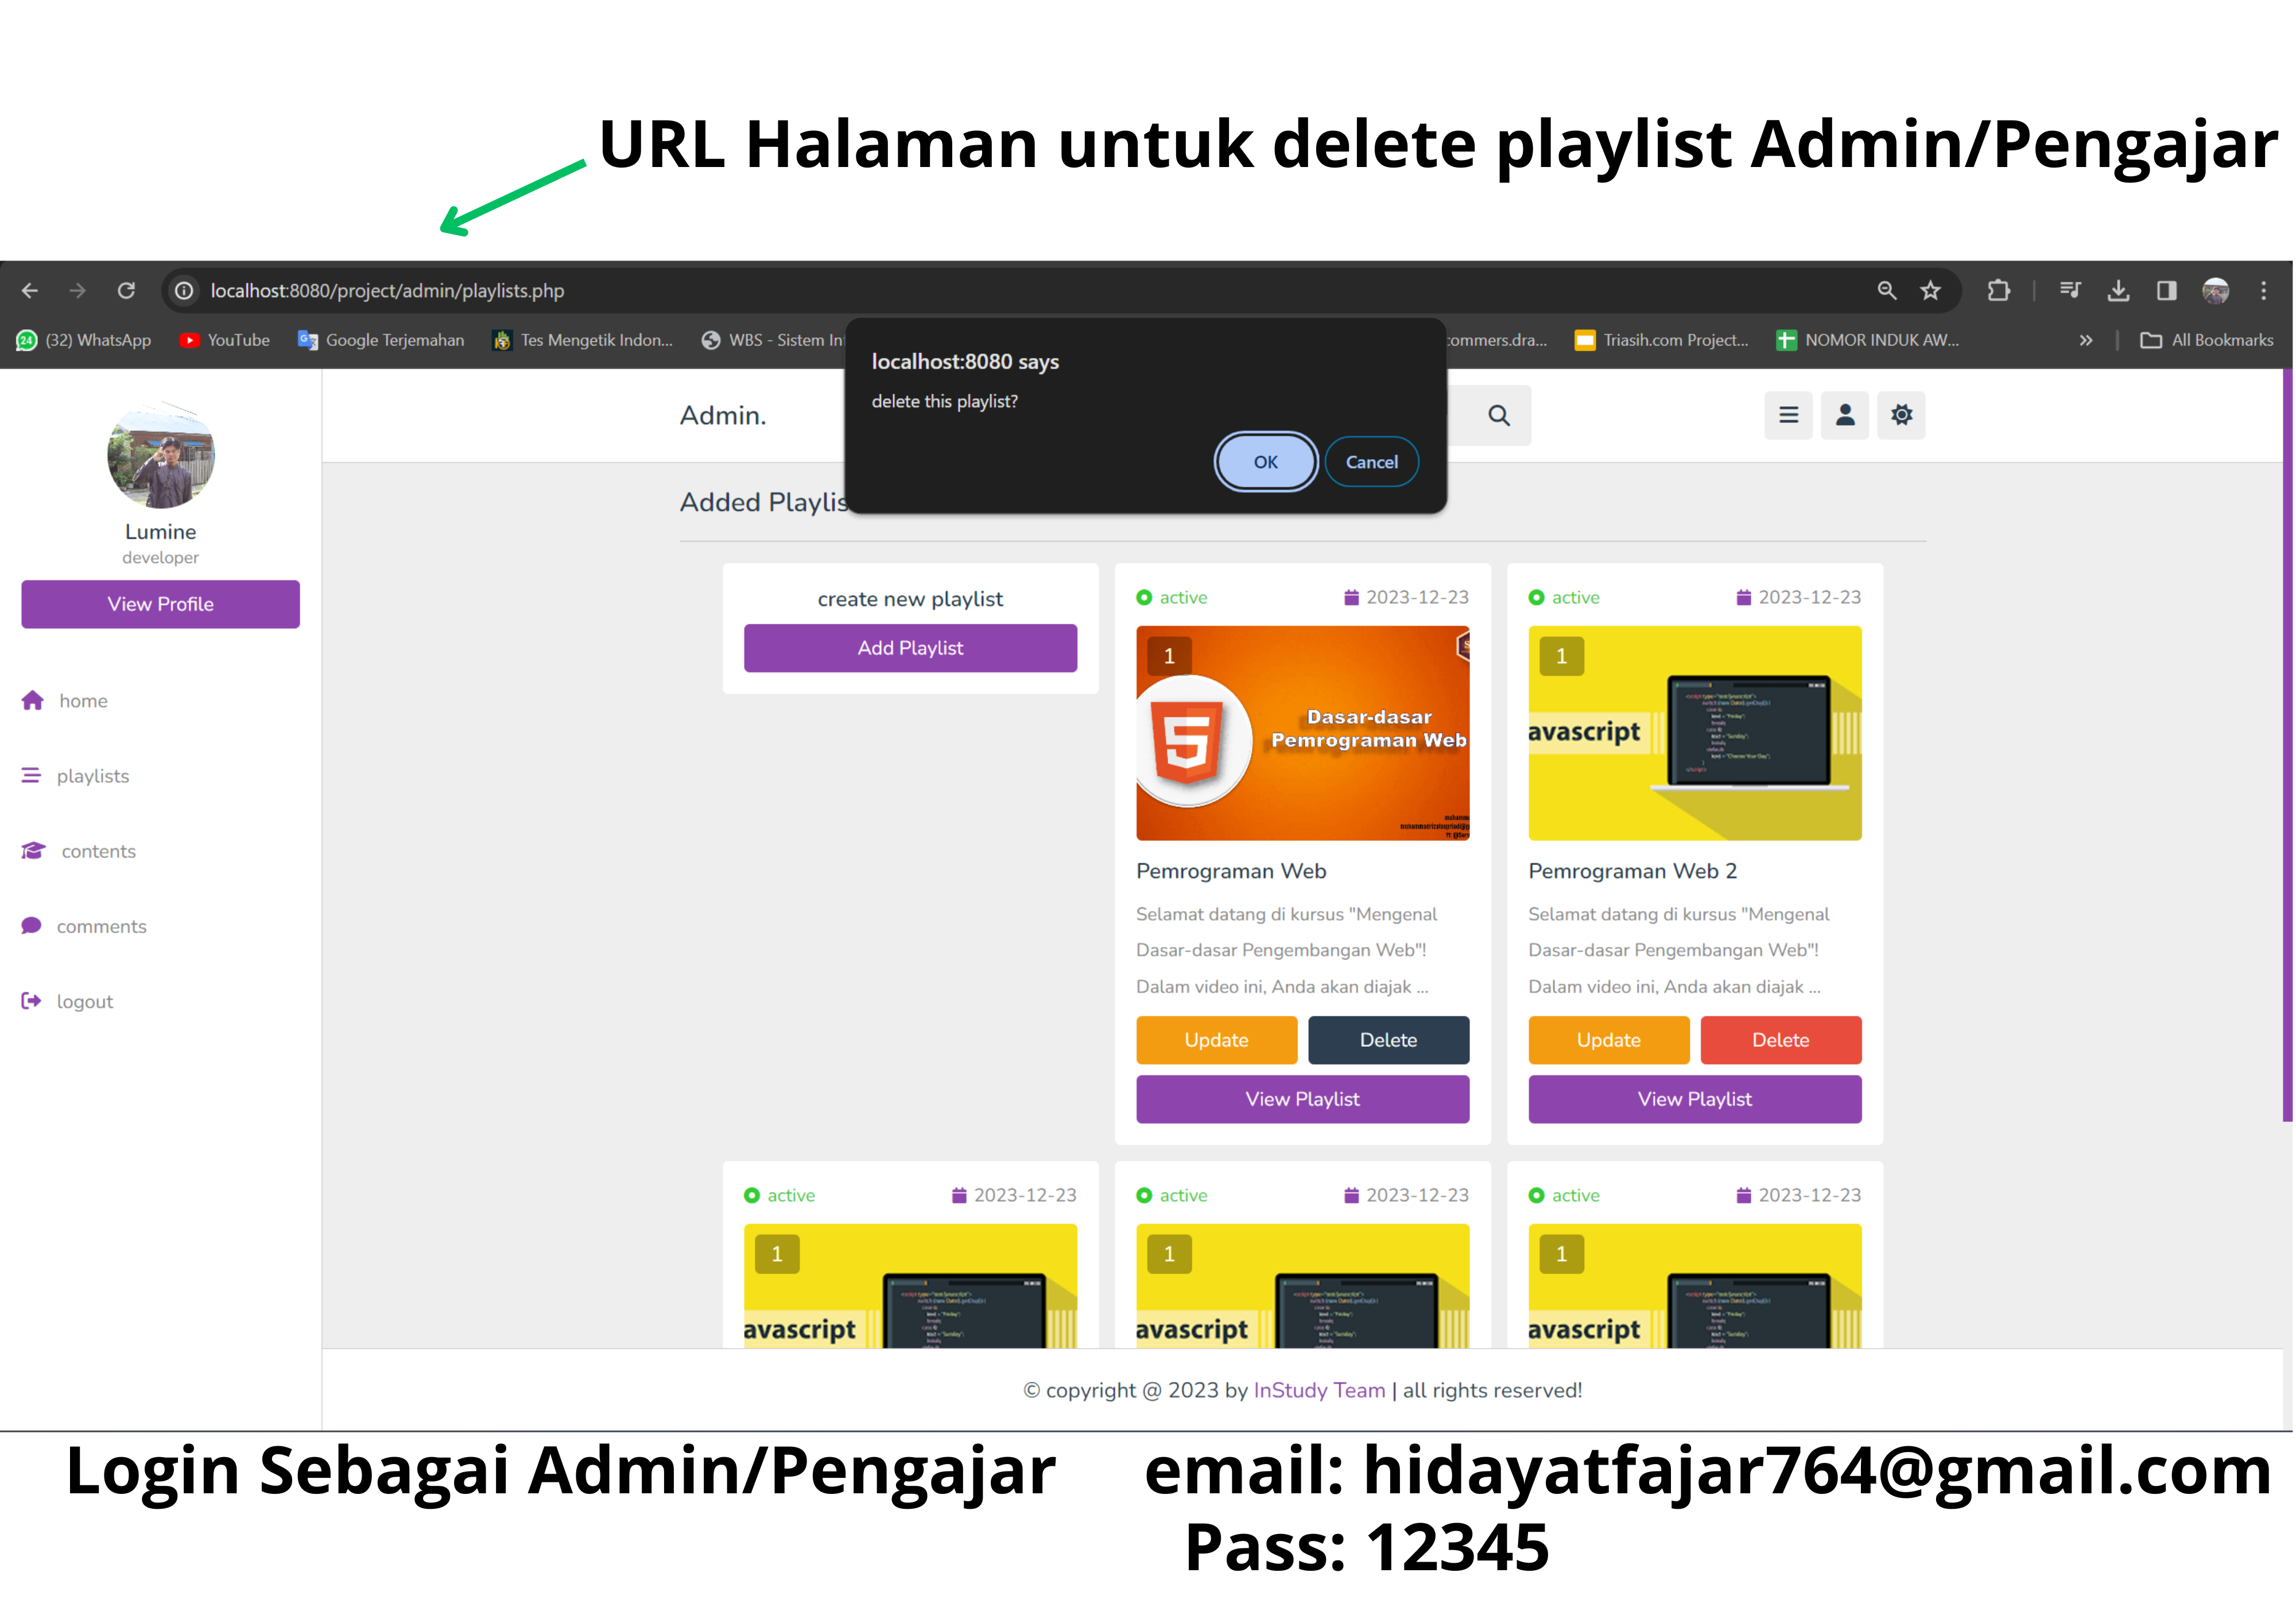 URL Halaman untuk delete playlist Admin/Pengajar
localhost:8080/project/admin/playlists.php
24 (32) WhatsApp YouTube Google Terjemahan Tes Mengetik Indon... WBS - Sistem In commers.dra... Triasih.com Project... NOMOR INDUK AW... All Bookmarks
localhost:8080 says
delete this playlist?
OK Cancel
Admin.
Added Playlis
Lumine
developer
View Profile
home
playlists
contents
comments
logout
create new playlist
Add Playlist
active 2023-12-23
1
Dasar-dasar
Pemrograman Web
Pemrograman Web
Selamat datang di kursus "Mengenal
Dasar-dasar Pengembangan Web"!
Dalam video ini, Anda akan diajak ...
Update Delete
View Playlist
active 2023-12-23
1
avascript
Pemrograman Web 2
Selamat datang di kursus "Mengenal
Dasar-dasar Pengembangan Web"!
Dalam video ini, Anda akan diajak ...
Update Delete
View Playlist
active 2023-12-23
1
avascript
active 2023-12-23
1
avascript
active 2023-12-23
1
avascript
© copyright @ 2023 by InStudy Team | all rights reserved!
Login Sebagai Admin/Pengajar email: hidayatfajar764@gmail.com
Pass: 12345